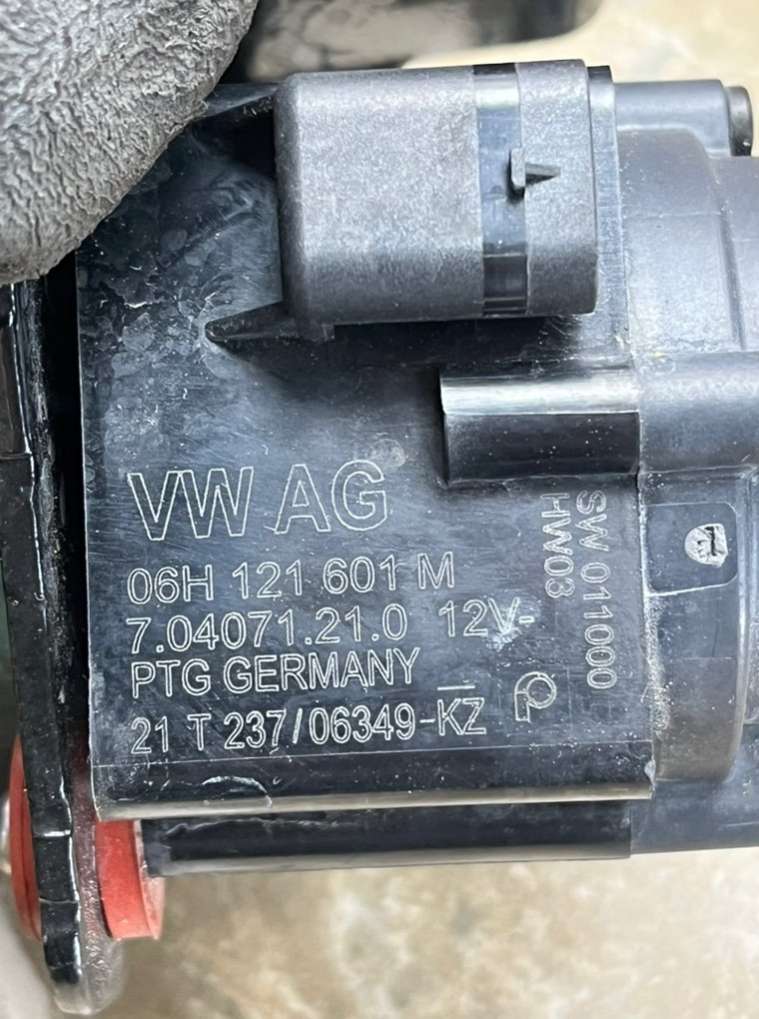 VW AG
06H 121 601 M
7.04071.21.0 12V-
PTG GERMANY
21 T 237/06349-KZ
SW 011000
HW03